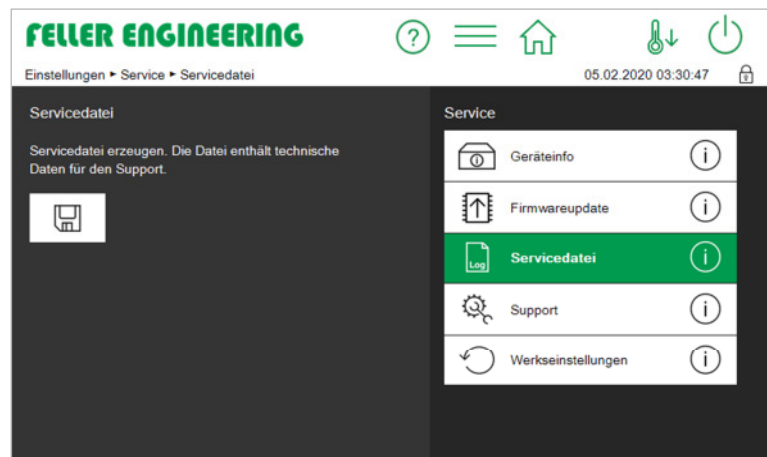 FELLER ENGINEERING
?
Einstellungen ▸ Service ▸ Servicedatei
05.02.2020 03:30:47
Servicedatei
Servicedatei erzeugen. Die Datei enthält technische
Daten für den Support.
Service
Geräteinfo
Firmwareupdate
Log
Servicedatei
Support
Werkseinstellungen